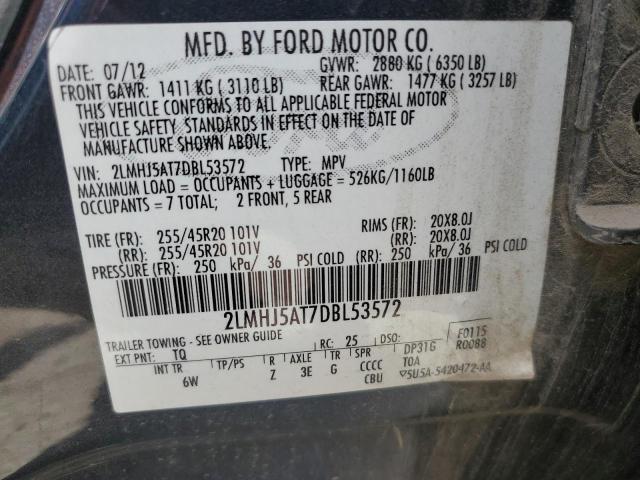 MFD. BY FORD MOTOR CO.
DATE: 07/12 GVWR: 2880 KG ( 6350 LB)
FRONT GAWR: 1411 KG ( 3110 LB) REAR GAWR: 1477 KG ( 3257 LB)
THIS VEHICLE CONFORMS TO ALL APPLICABLE FEDERAL MOTOR
VEHICLE SAFETY STANDARDS IN EFFECT ON THE DATE OF
MANUFACTURE SHOWN ABOVE.
VIN: 2LMHJ5AT7DBL53572 TYPE: MPV
MAXIMUM LOAD = OCCUPANTS + LUGGAGE = 526KG/1160LB
OCCUPANTS = 7 TOTAL; 2 FRONT, 5 REAR
TIRE (FR): 255/45R20 101V RIMS (FR): 20X8.0J
(RR): 255/45R20 101V (RR): 20X8.0J
PRESSURE (FR): 250 kPa/ 36 PSI COLD (RR): 250 kPa/ 36 PSI COLD
2LMHJ5AT7DBL53572
TRAILER TOWING - SEE OWNER GUIDE
EXT PNT: TQ RC: 25 DSO: F0115
R0088
INT TR TP/PS R AXLE TR SPR DP31G
6W Z 3E G CCCC T0A
CBU 5U5A-5420472-AA